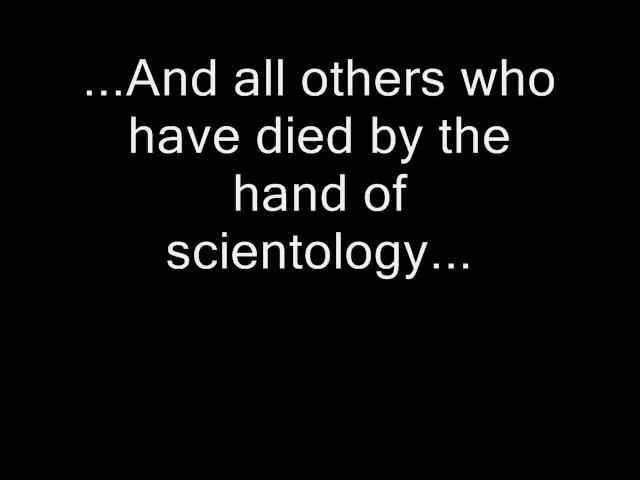 ...And all others who
have died by the
hand of
scientology...